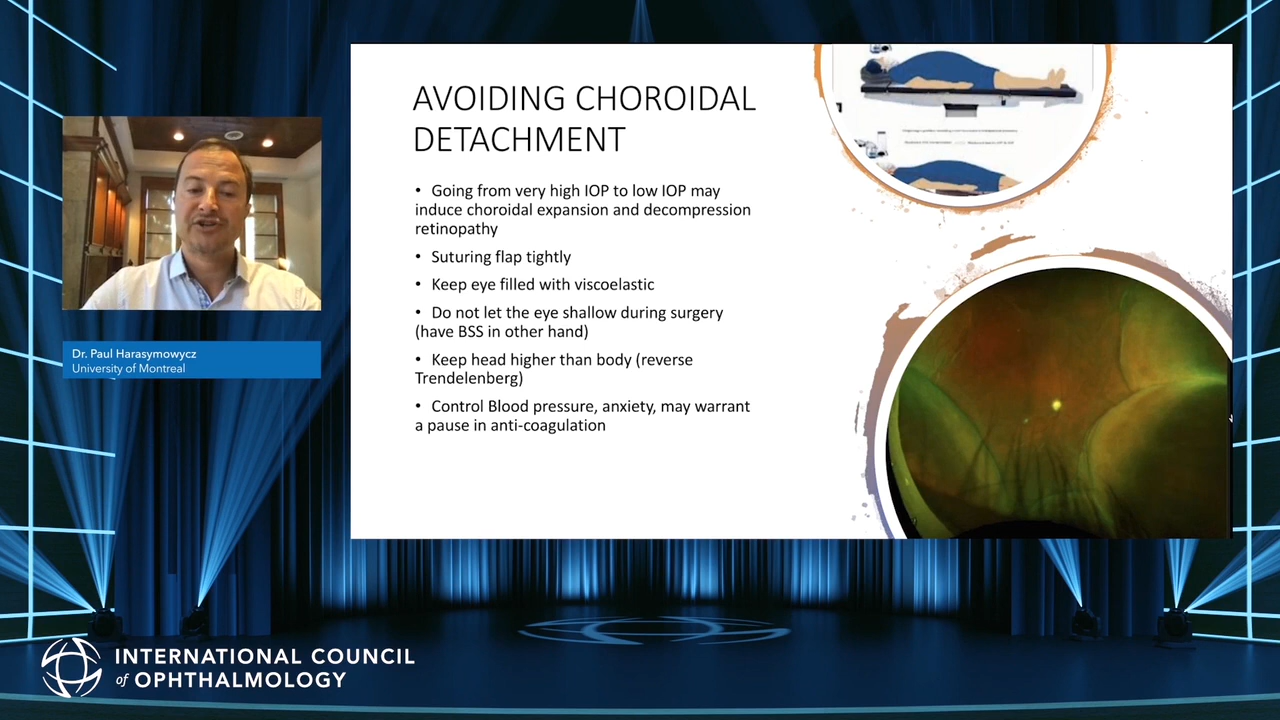 AVOIDING CHOROIDAL
DETACHMENT
• Going from very high IOP to low IOP may
induce choroidal expansion and decompression
retinopathy
• Suturing flap tightly
• Keep eye filled with viscoelastic
• Do not let the eye shallow during surgery
(have BSS in other hand)
• Keep head higher than body (reverse
Trendelenberg)
• Control Blood pressure, anxiety, may warrant
a pause in anti-coagulation
Dr. Paul Harasymowycz
University of Montreal
INTERNATIONAL COUNCIL
of OPHTHALMOLOGY